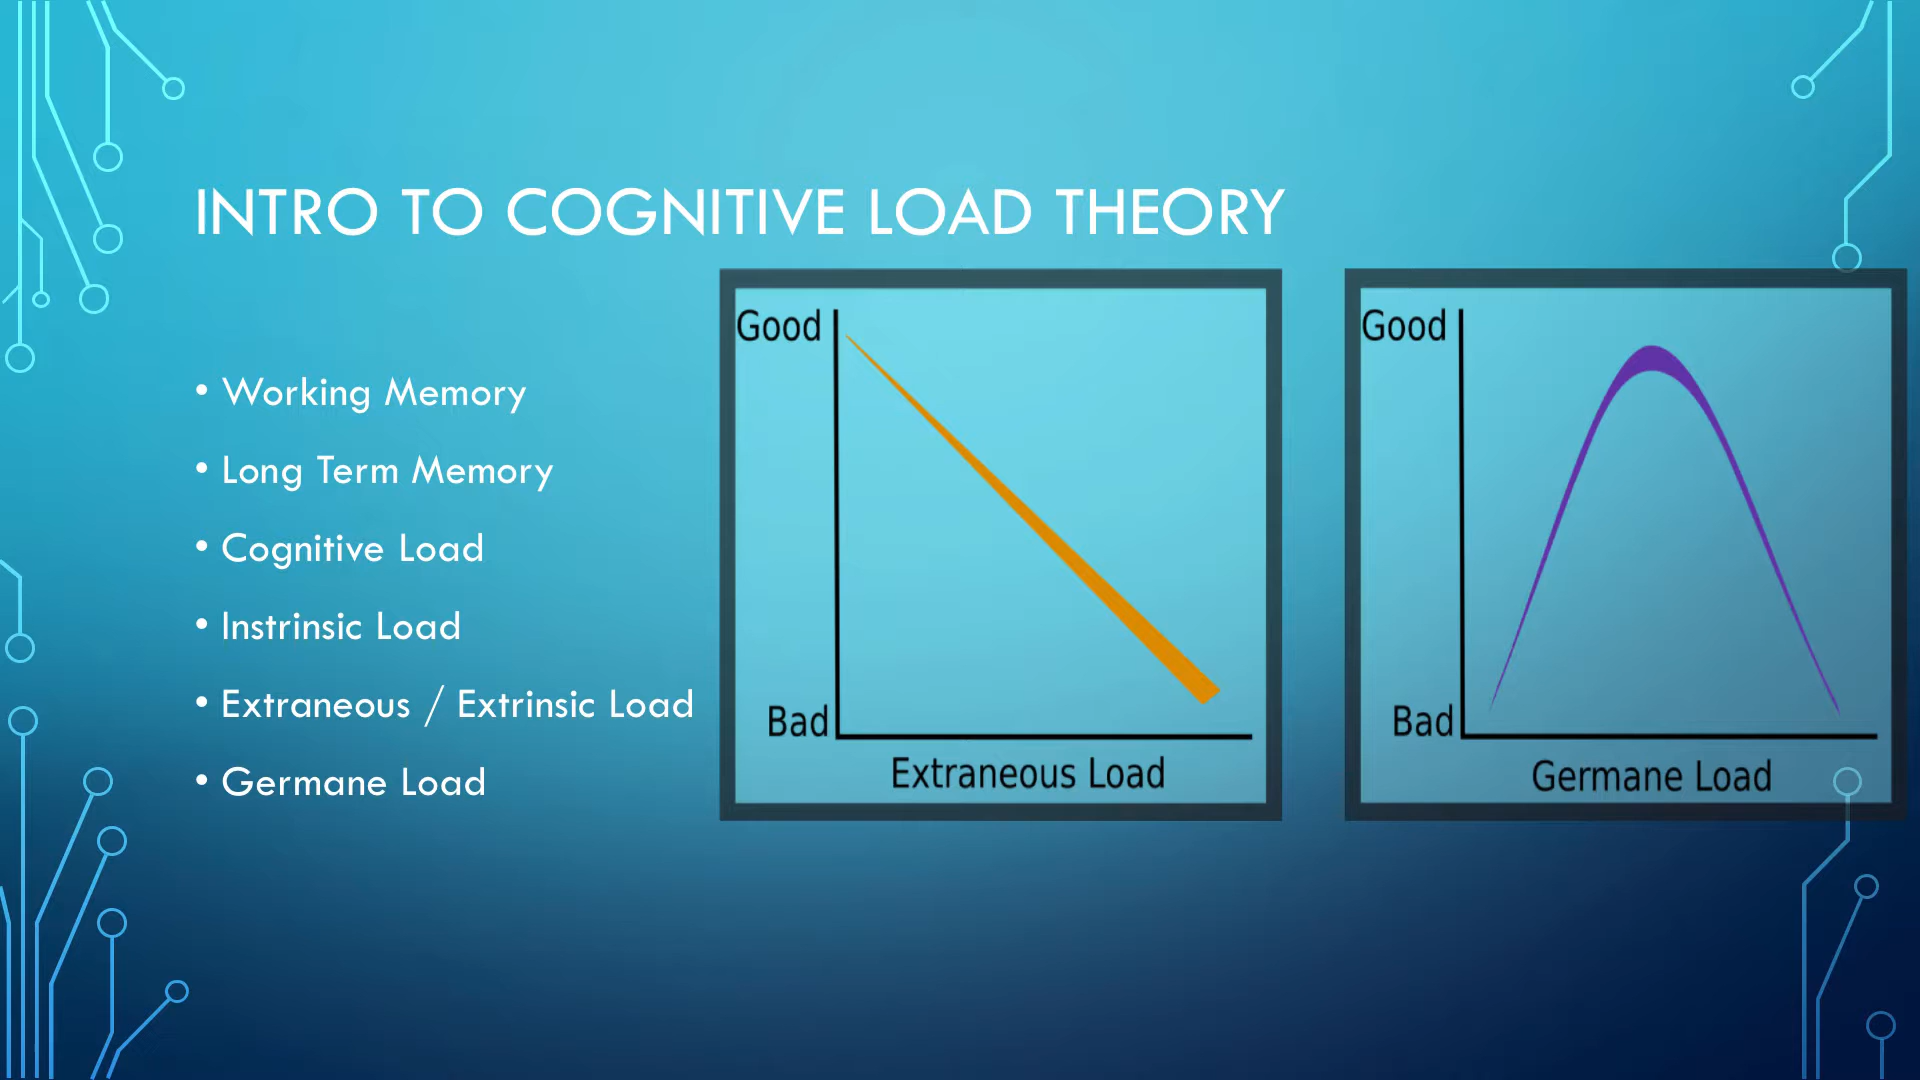 INTRO TO COGNITIVE LOAD THEORY
• Working Memory
• Long Term Memory
• Cognitive Load
• Instrinsic Load
• Extraneous / Extrinsic Load
• Germane Load
Good
Bad
Extraneous Load
Good
Bad
Germane Load